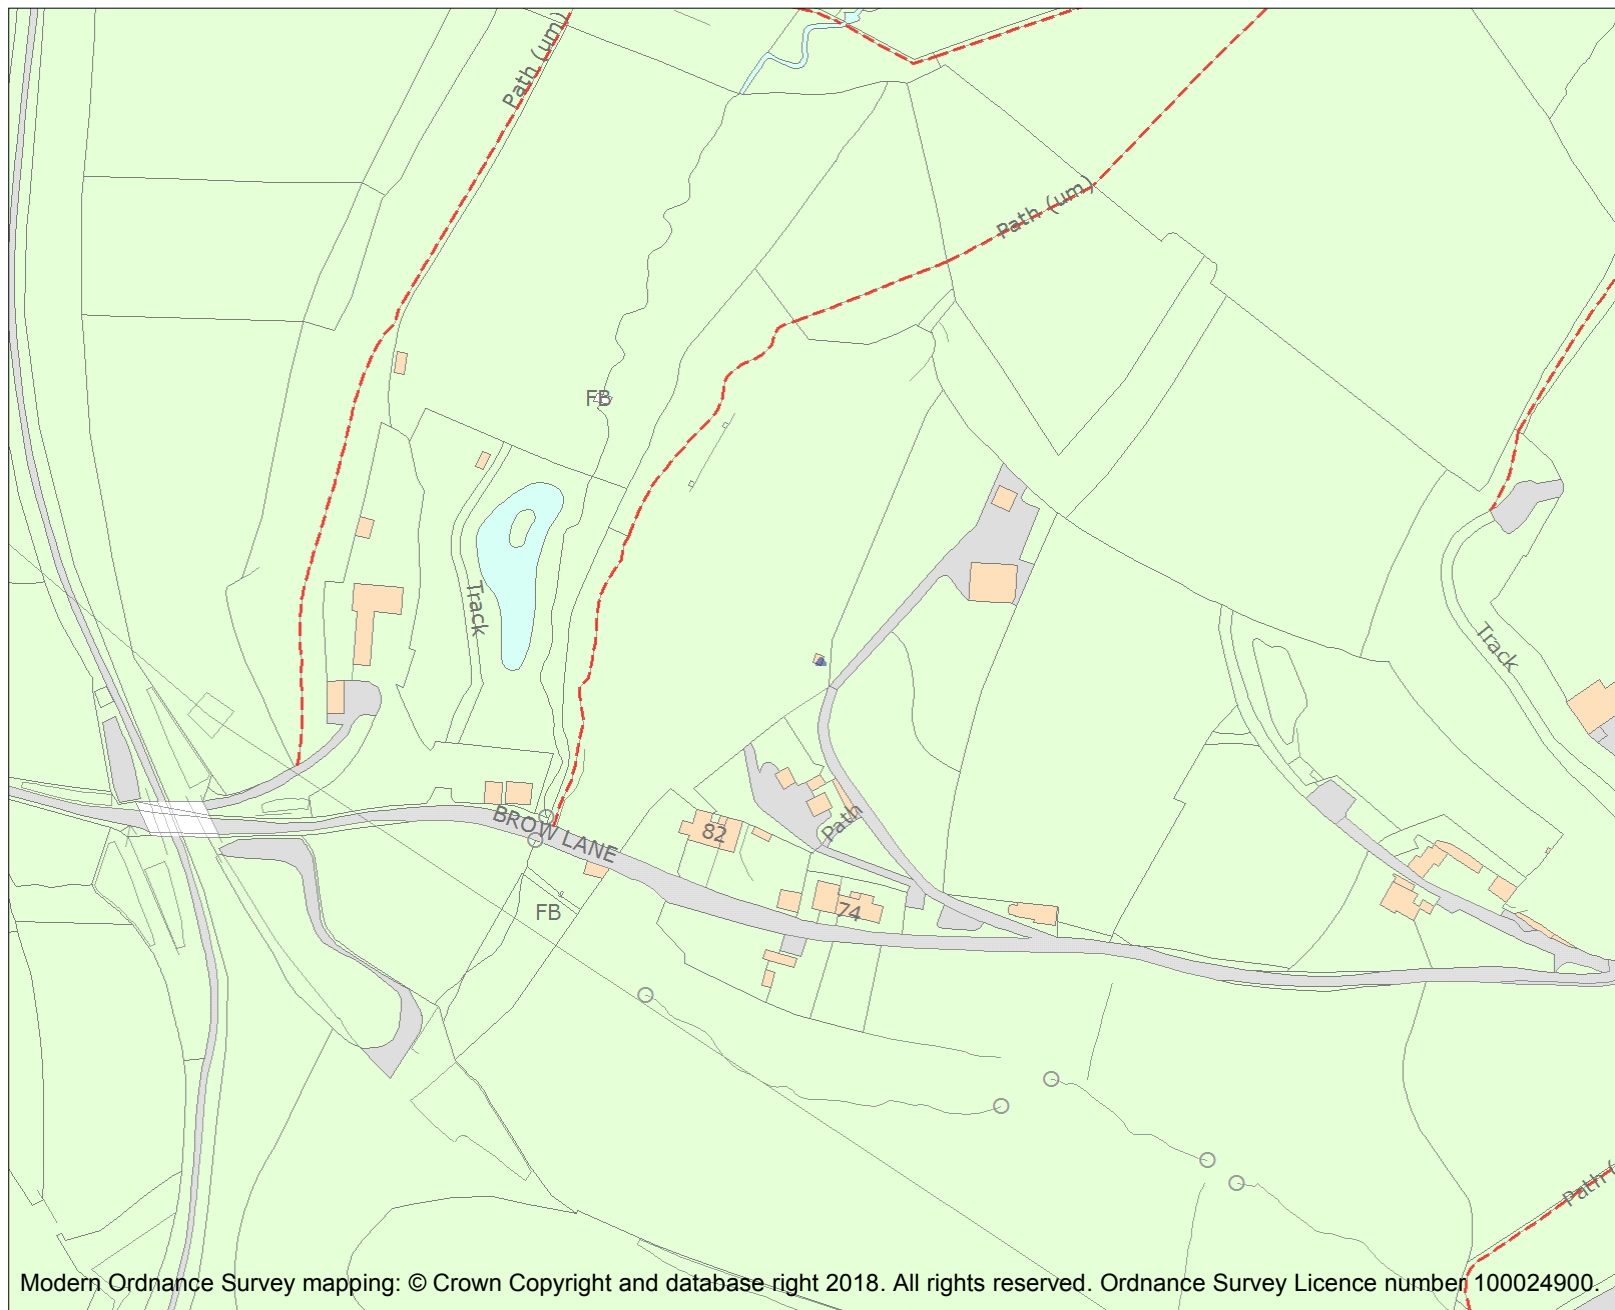 Path (um)
Path (um)
FB
Track
Track
BROW LANE
82
Path
74
FB
Path (
Modern Ordnance Survey mapping: © Crown Copyright and database right 2018. All rights reserved. Ordnance Survey Licence number 100024900.